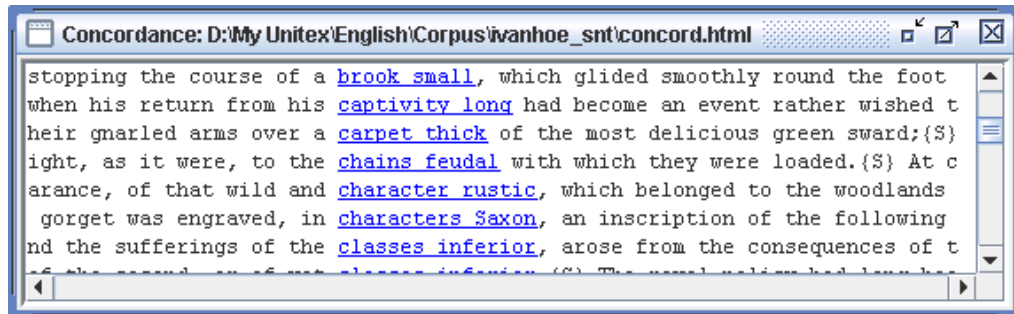 Concordance: D:\My Unitex\English\Corpus\ivanhoe_snt\concord.html
stopping the course of a brook small, which glided smoothly round the foot
when his return from his captivity long had become an event rather wished t
heir gnarled arms over a carpet thick of the most delicious green sward;{S}
ight, as it were, to the chains feudal with which they were loaded.{S} At c
arance, of that wild and character rustic, which belonged to the woodlands
gorget was engraved, in characters Saxon, an inscription of the following
nd the sufferings of the classes inferior, arose from the consequences of t